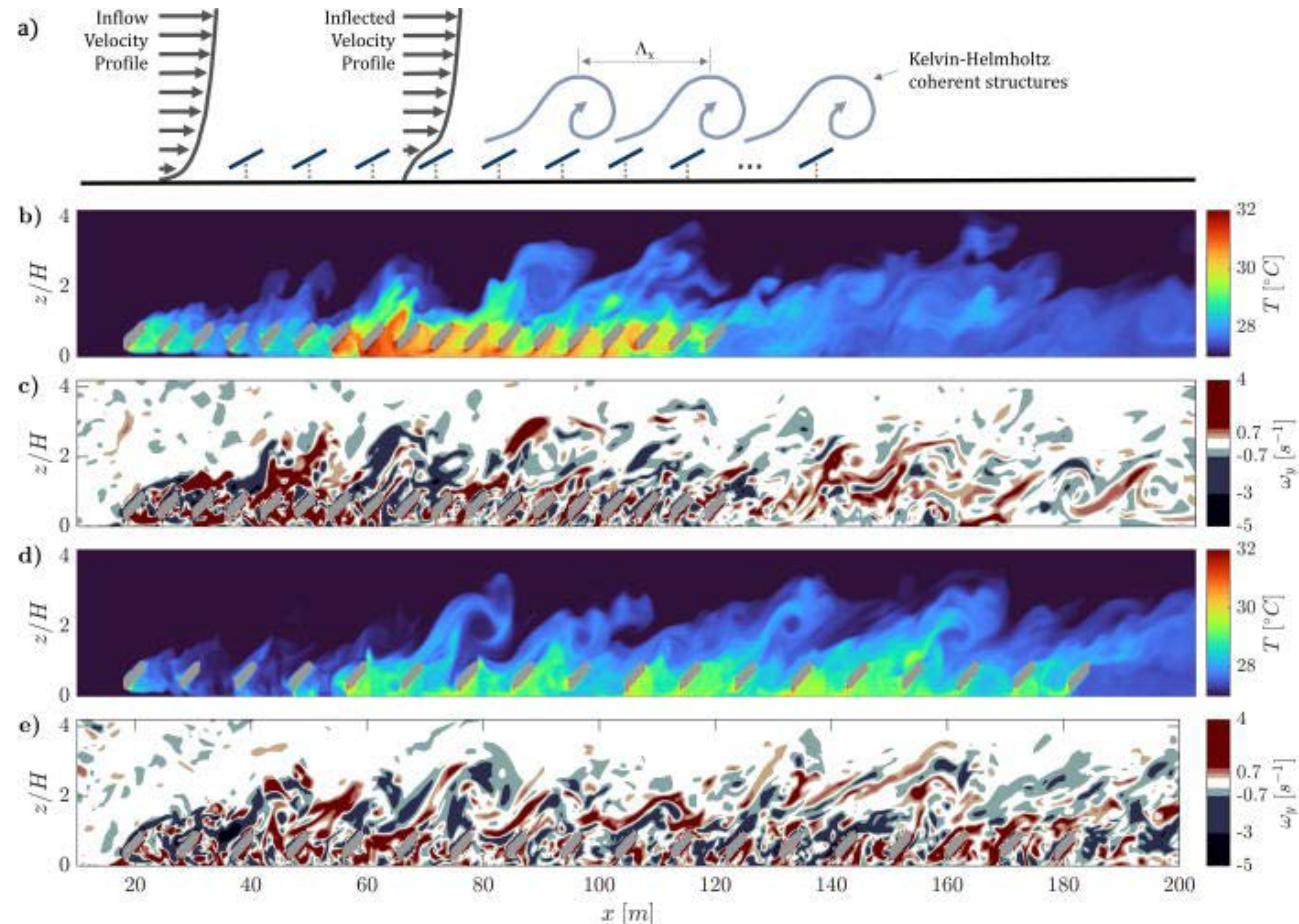 a)
Inflow
Velocity
Profile
Inflected
Velocity
Profile
Λx
Kelvin-Helmholtz
coherent structures
...
b)
4
2
0
z/H
32
30
28
T [°C]
c)
4
2
0
z/H
4
0.7
-0.7
-3
-5
ωy [s⁻¹]
d)
4
2
0
z/H
32
30
28
T [°C]
e)
4
2
0
z/H
4
0.7
-0.7
-3
-5
ωy [s⁻¹]
20 40 60 80 100 120 140 160 180 200
x [m]